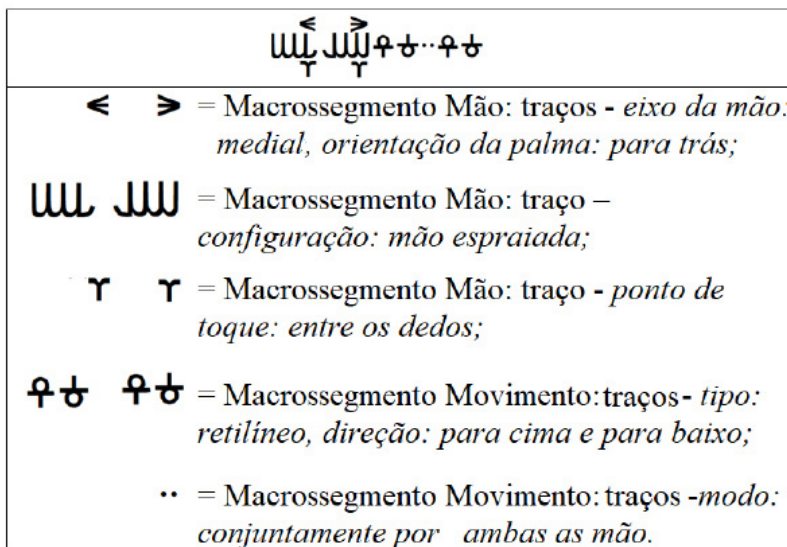 = Macrossegmento Mão: traços - eixo da mão:
medial, orientação da palma: para trás;
= Macrossegmento Mão: traço –
configuração: mão espraiada;
= Macrossegmento Mão: traço - ponto de
toque: entre os dedos;
= Macrossegmento Movimento: traços - tipo:
retilíneo, direção: para cima e para baixo;
= Macrossegmento Movimento: traços -modo:
conjuntamente por ambas as mão.